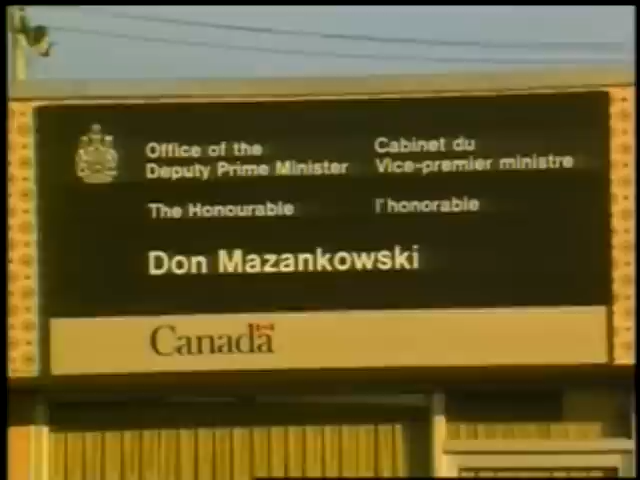 Office of the
Deputy Prime Minister
Cabinet du
Vice-premier ministre
The Honourable
l'honorable
Don Mazankowski
Canada